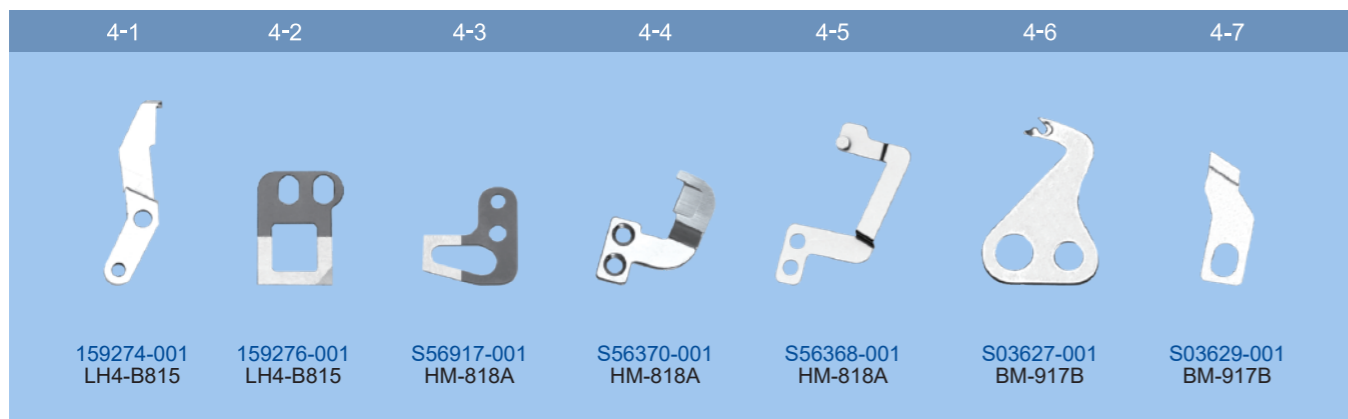 4-1 4-2 4-3 4-4 4-5 4-6 4-7
159274-001 159276-001 S56917-001 S56370-001 S56368-001 S03627-001 S03629-001
LH4-B815 LH4-B815 HM-818A HM-818A HM-818A BM-917B BM-917B